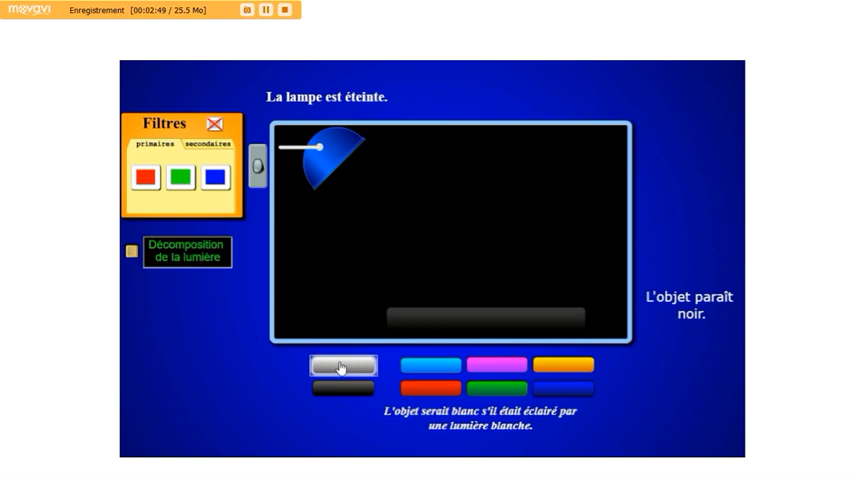 movavi Enregistrement [00:02:49 / 25.5 Mo]
La lampe est éteinte.
Filtres
primaires secondaires
Décomposition
de la lumière
L'objet paraît
noir.
L'objet serait blanc s'il était éclairé par
une lumière blanche.